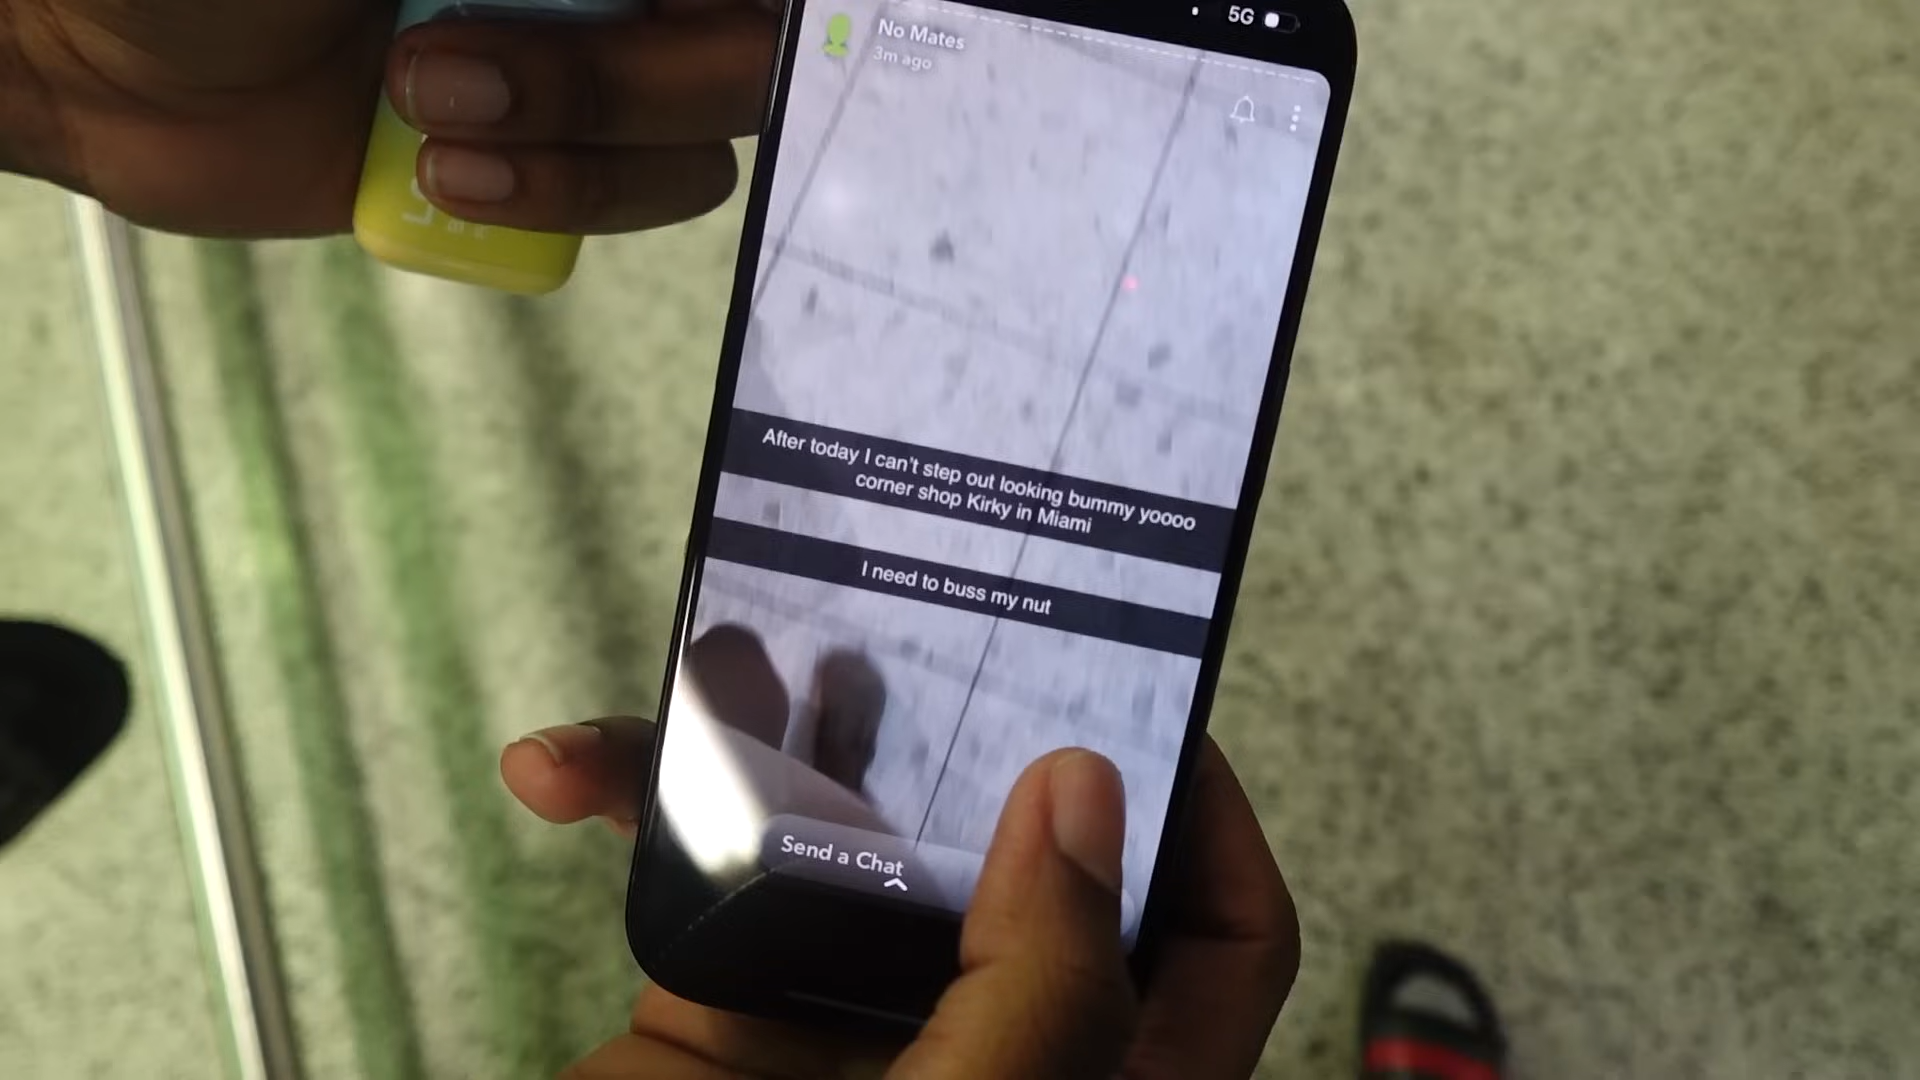 5G
No Mates
3m ago
After today I can't step out looking bummy yoooo
corner shop Kirky in Miami
I need to buss my nut
Send a Chat